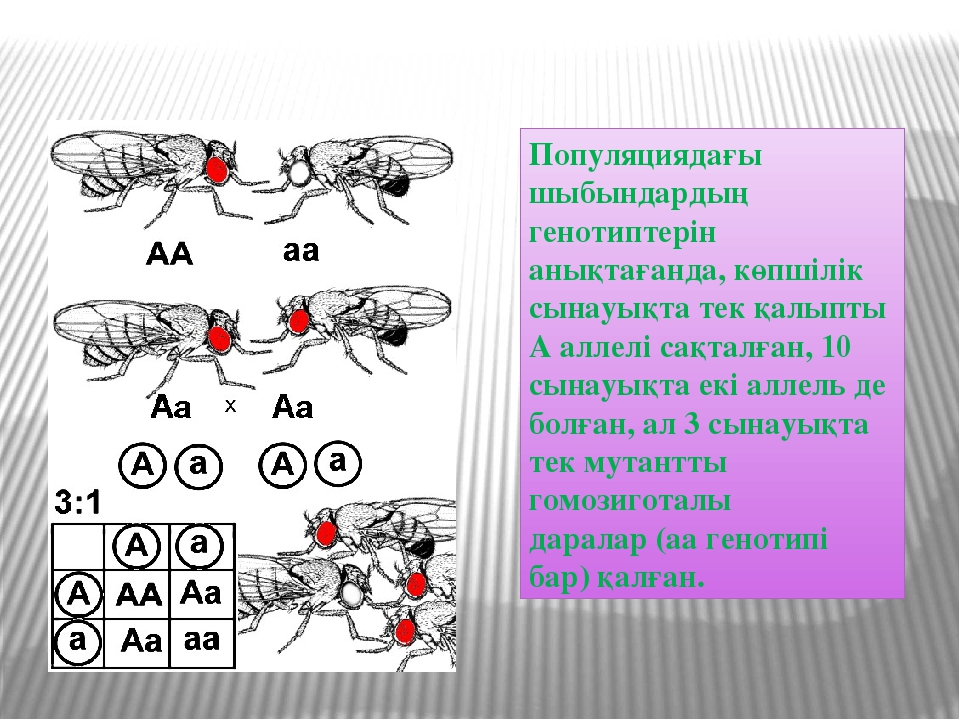 АА аа
Аа х Аа
А а А а
3:1
А а
А АА Аа
а Аа аа
Популяциядағы
шыбындардың
генотиптерін
анықтағанда, көпшілік
сынауықта тек қалыпты
А аллелі сақталған, 10
сынауықта екі аллель де
болған, ал 3 сынауықта
тек мутантты
гомозиготалы
даралар (аа генотипі
бар) қалған.